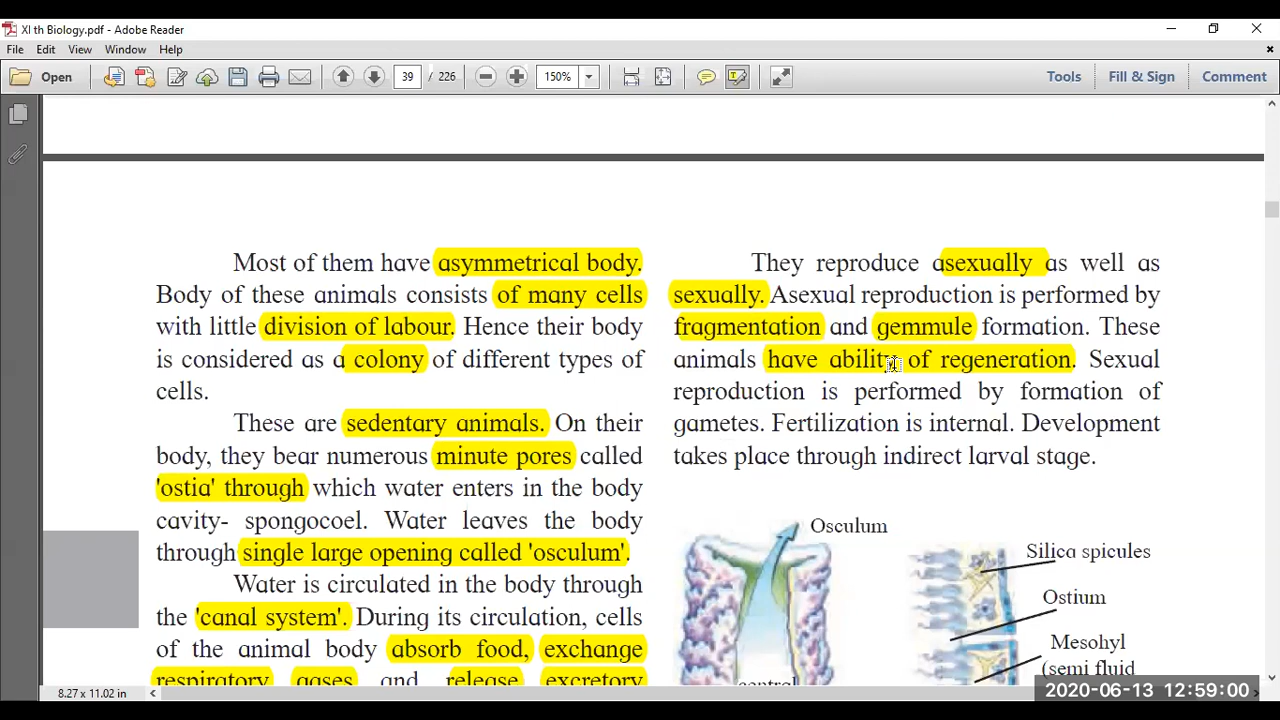 XI th Biology.pdf - Adobe Reader
File Edit View Window Help
Open 39 / 226 150% Tools Fill & Sign Comment
Most of them have asymmetrical body.
Body of these animals consists of many cells
with little division of labour. Hence their body
is considered as a colony of different types of
cells.
These are sedentary animals. On their
body, they bear numerous minute pores called
'ostia' through which water enters in the body
cavity- spongocoel. Water leaves the body
through single large opening called 'osculum'.
Water is circulated in the body through
the 'canal system'. During its circulation, cells
of the animal body absorb food, exchange
respiratory gases and release excretory
They reproduce asexually as well as
sexually. Asexual reproduction is performed by
fragmentation and gemmule formation. These
animals have ability of regeneration. Sexual
reproduction is performed by formation of
gametes. Fertilization is internal. Development
takes place through indirect larval stage.
Osculum
central
Silica spicules
Ostium
Mesohyl
(semi fluid
8.27 x 11.02 in
2020-06-13 12:59:00